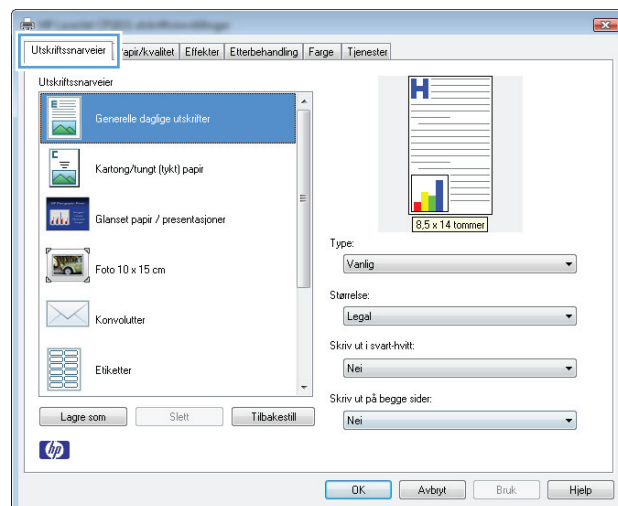 Utskriftssnarveier
apir/kvalitet
Effekter
Etterbehandling
Farge
Tjenester
Utskriftssnarveier
Generelle daglige utskrifter
Kartong/tungt (tykt) papir
Glanset papir / presentasjoner
Foto 10 x 15 cm
Konvolutter
Etiketter
Lagre som
Slett
Tilbakestill
H
8,5 x 14 tommer
Type:
Vanlig
Størrelse:
Legal
Skriv ut i svart-hvitt:
Nei
Skriv ut på begge sider:
Nei
hp
OK
Avbryt
Bruk
Hjelp